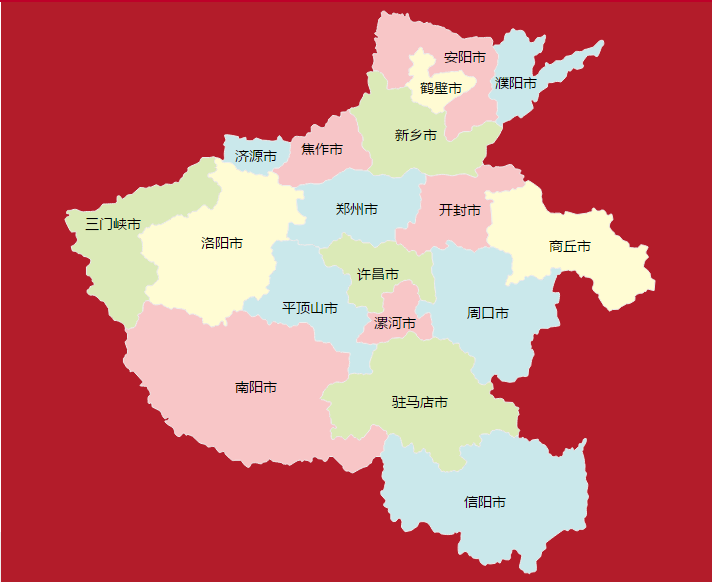 安阳市
濮阳市
鹤壁市
新乡市
焦作市
济源市
郑州市
开封市
三门峡市
洛阳市
商丘市
许昌市
平顶山市
周口市
漯河市
南阳市
驻马店市
信阳市